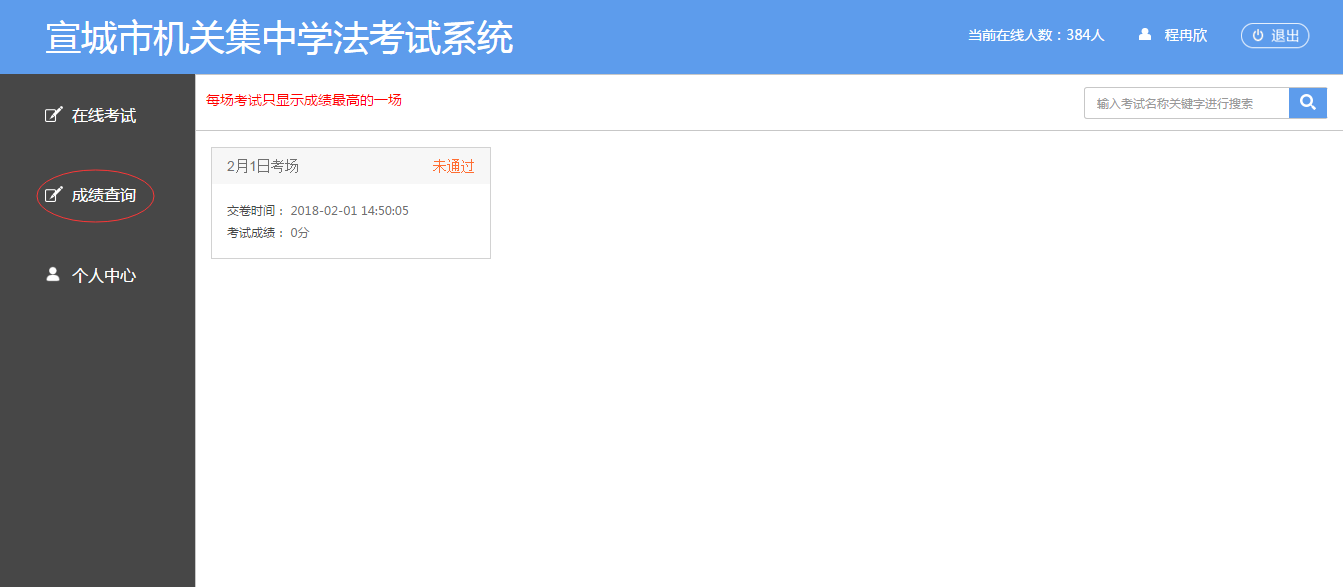 宣城市机关集中学法考试系统
当前在线人数：384人
程冉欣
退出
在线考试
成绩查询
个人中心
每场考试只显示成绩最高的一场
输入考试名称关键字进行搜索
2月1日考场
未通过
交卷时间： 2018-02-01 14:50:05
考试成绩： 0分